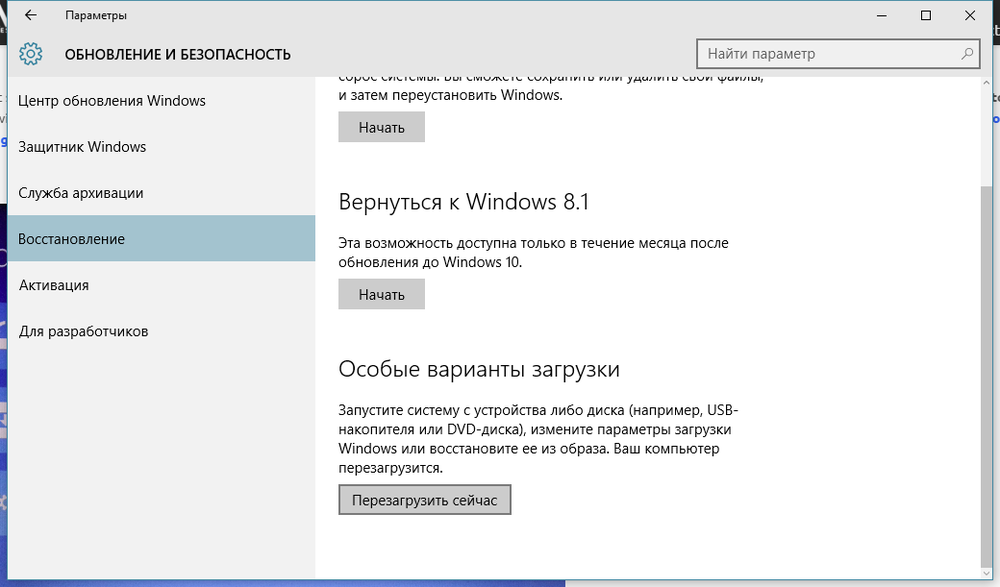 Параметры
ОБНОВЛЕНИЕ И БЕЗОПАСНОСТЬ
Найти параметр
Центр обновления Windows
Защитник Windows
Служба архивации
Восстановление
Активация
Для разработчиков
сброс системы. Вы сможете сохранить или удалить свои файлы,
и затем переустановить Windows.
Начать
Вернуться к Windows 8.1
Эта возможность доступна только в течение месяца после
обновления до Windows 10.
Начать
Особые варианты загрузки
Запустите систему с устройства либо диска (например, USB-
накопителя или DVD-диска), измените параметры загрузки
Windows или восстановите ее из образа. Ваш компьютер
перезагрузится.
Перезагрузить сейчас